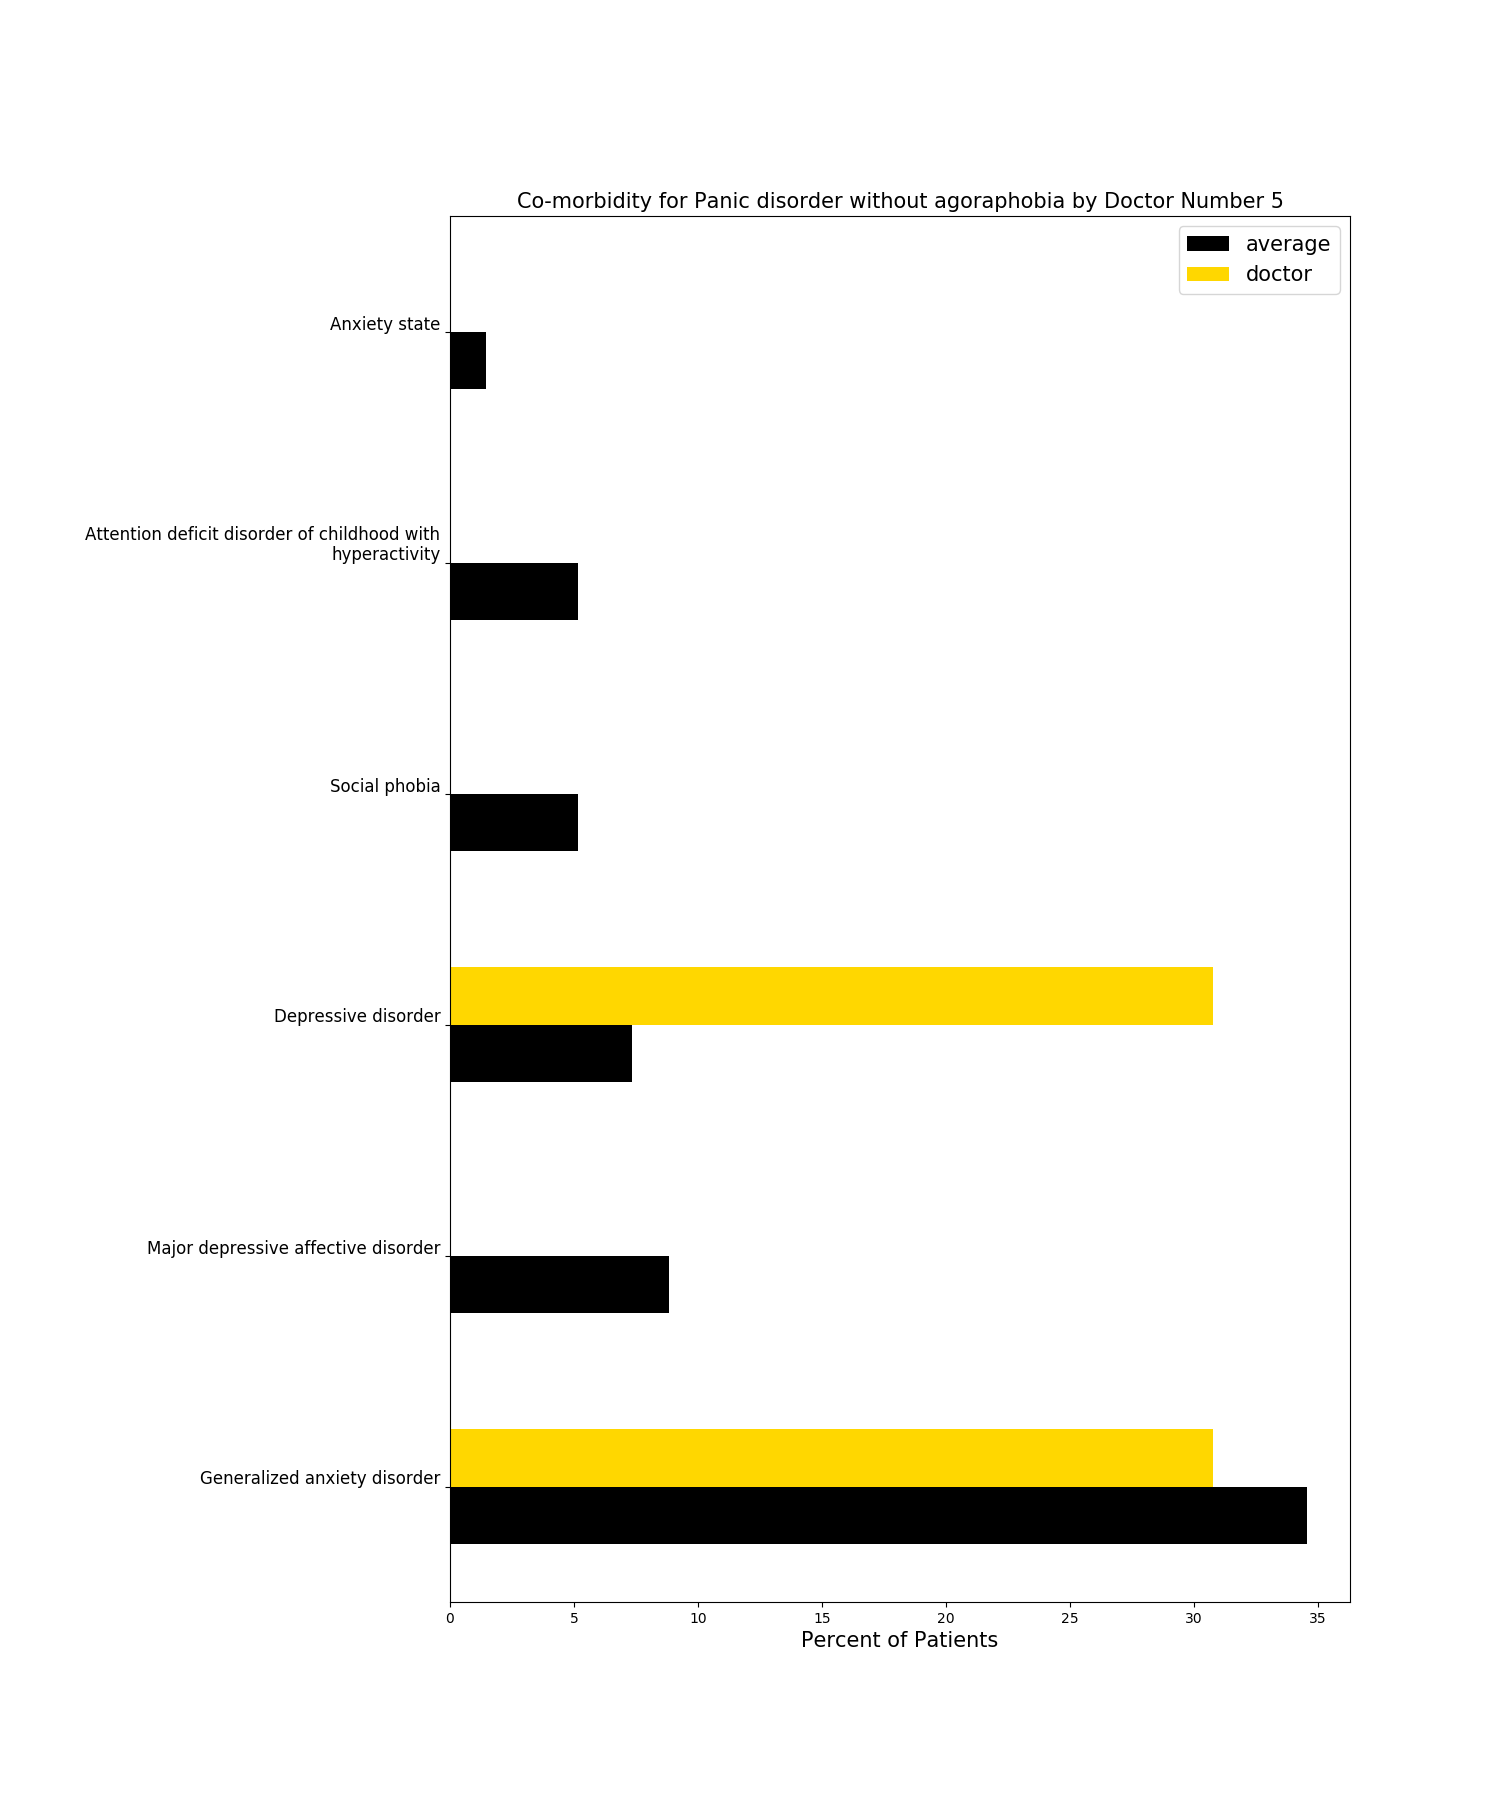 Co-morbidity for Panic disorder without agoraphobia by Doctor Number 5
average
doctor
Anxiety state
Attention deficit disorder of childhood with
hyperactivity
Social phobia
Depressive disorder
Major depressive affective disorder
Generalized anxiety disorder
0 5 10 15 20 25 30 35
Percent of Patients